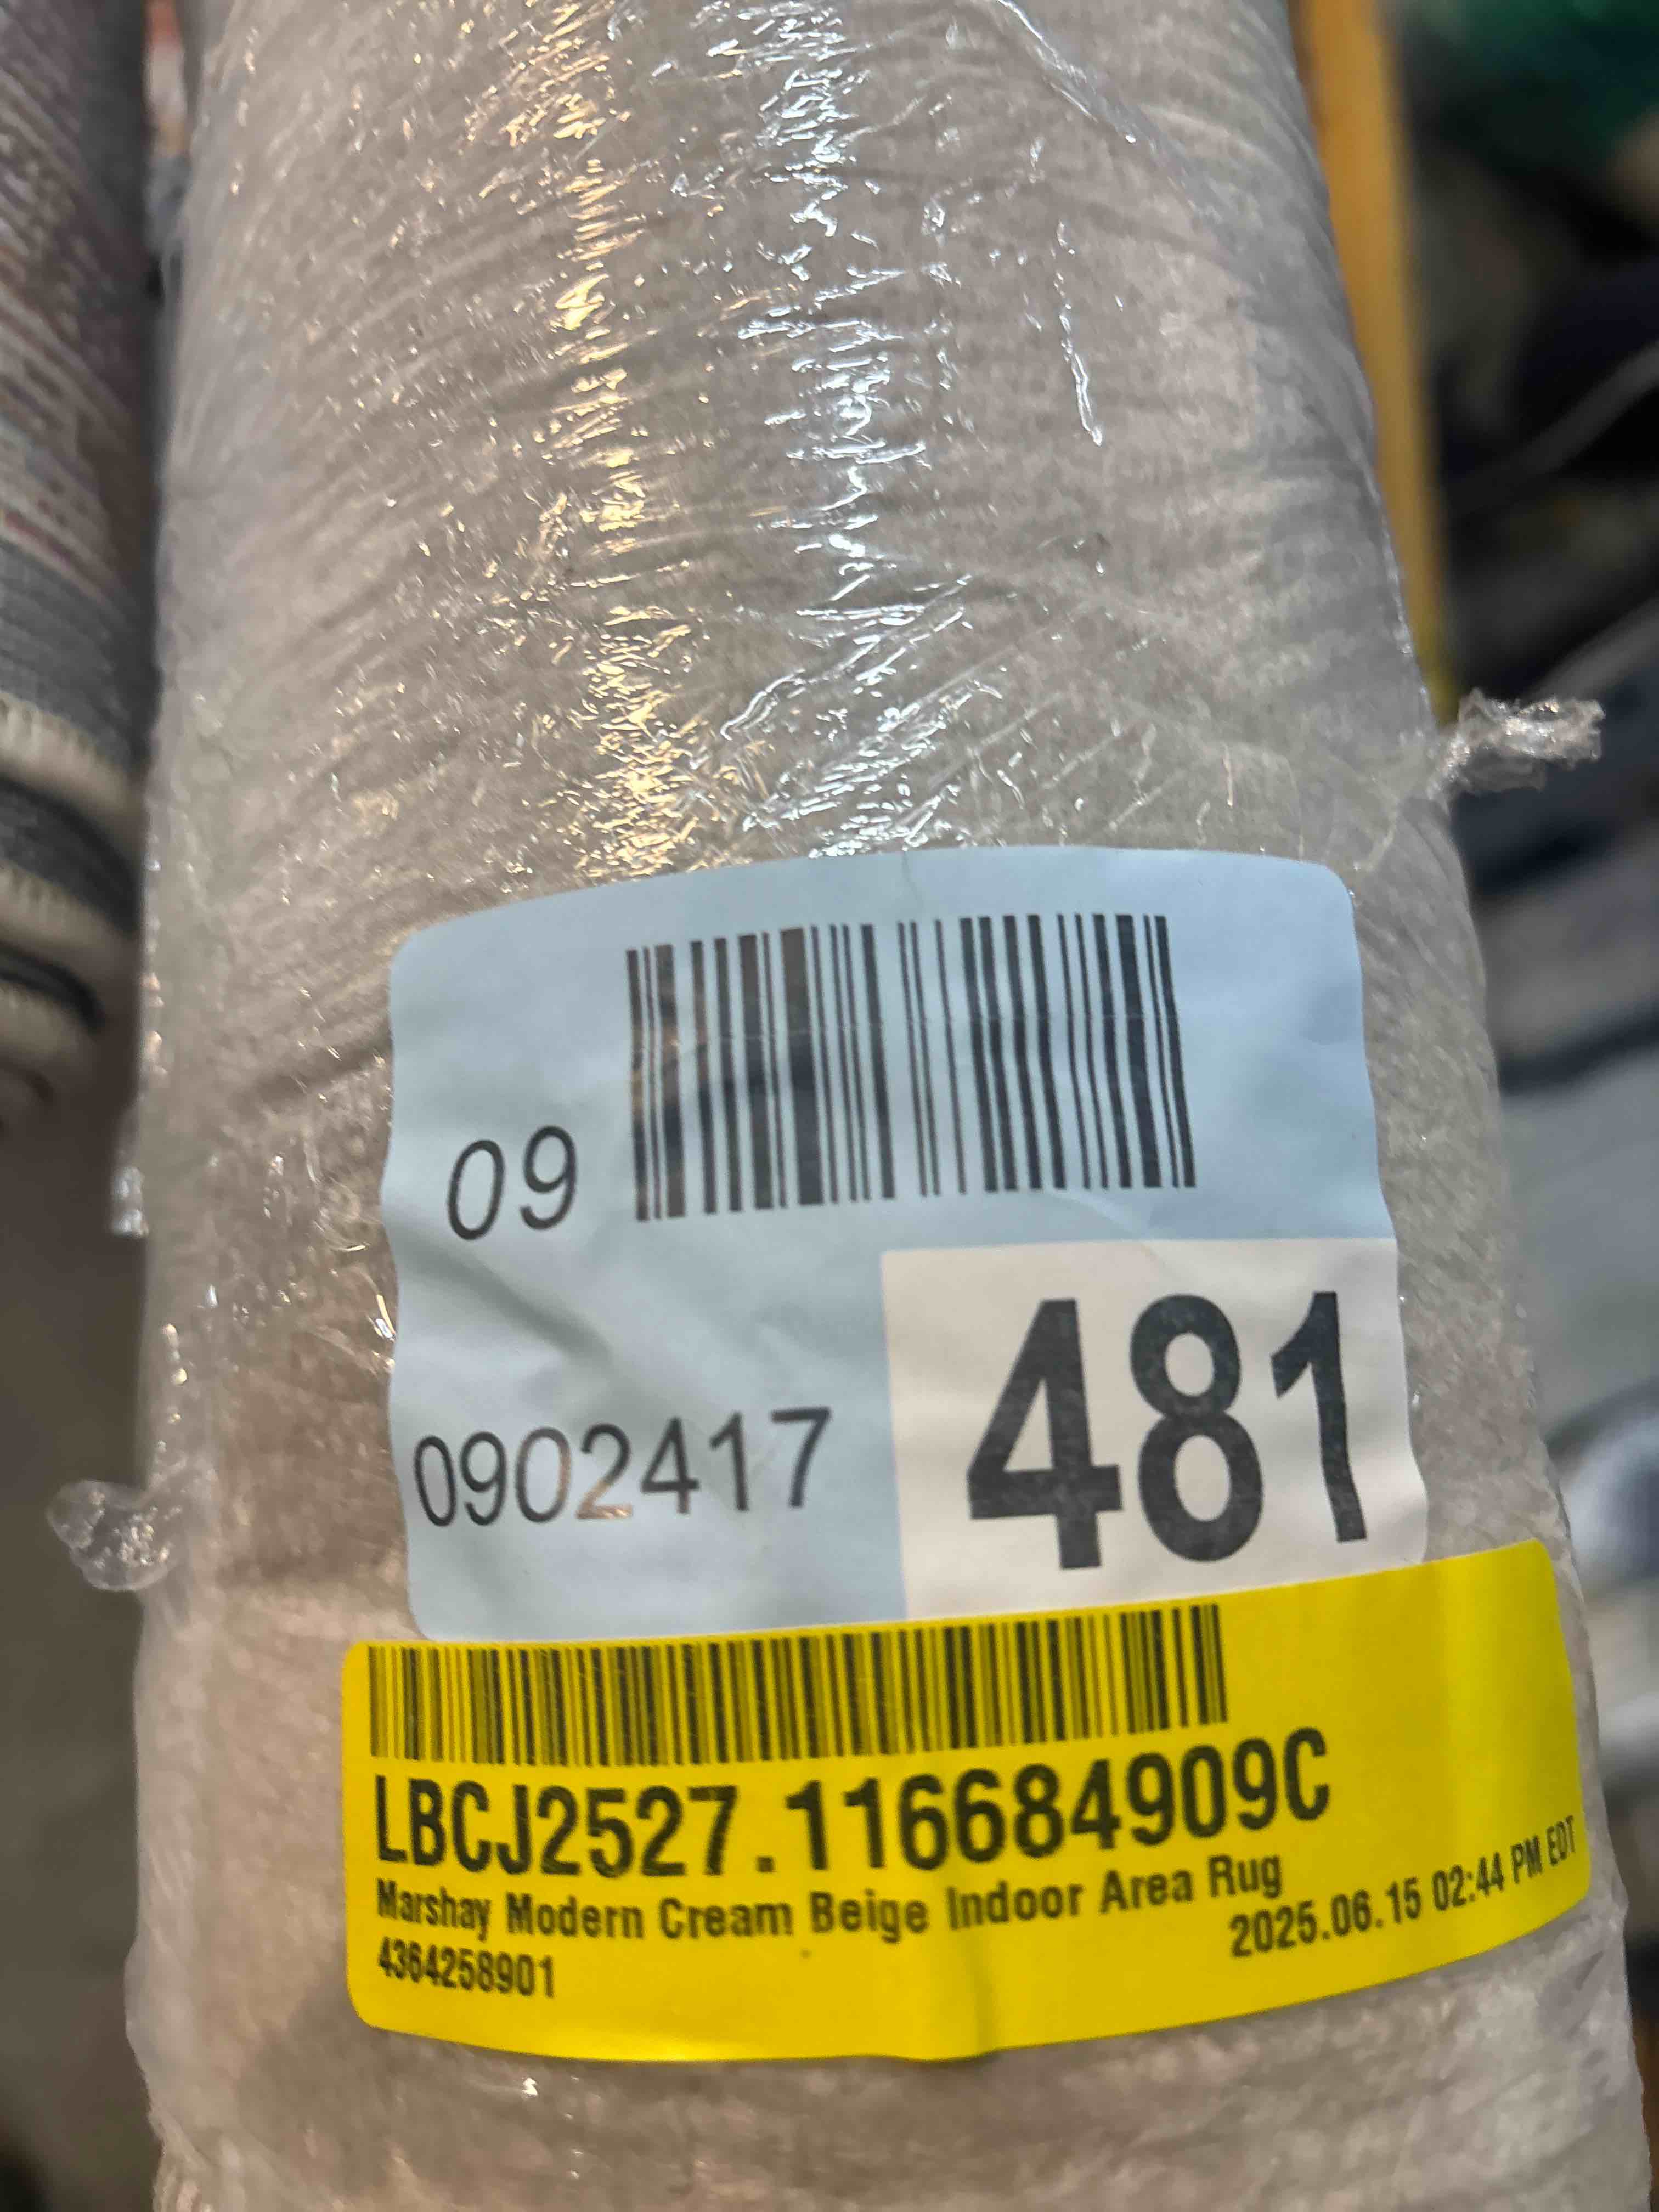 09
0902417
481
LBCJ2527.116684909C
Marshay Modern Cream Beige Indoor Area Rug
4364258901
2025.06.15 02:44 PM EDT